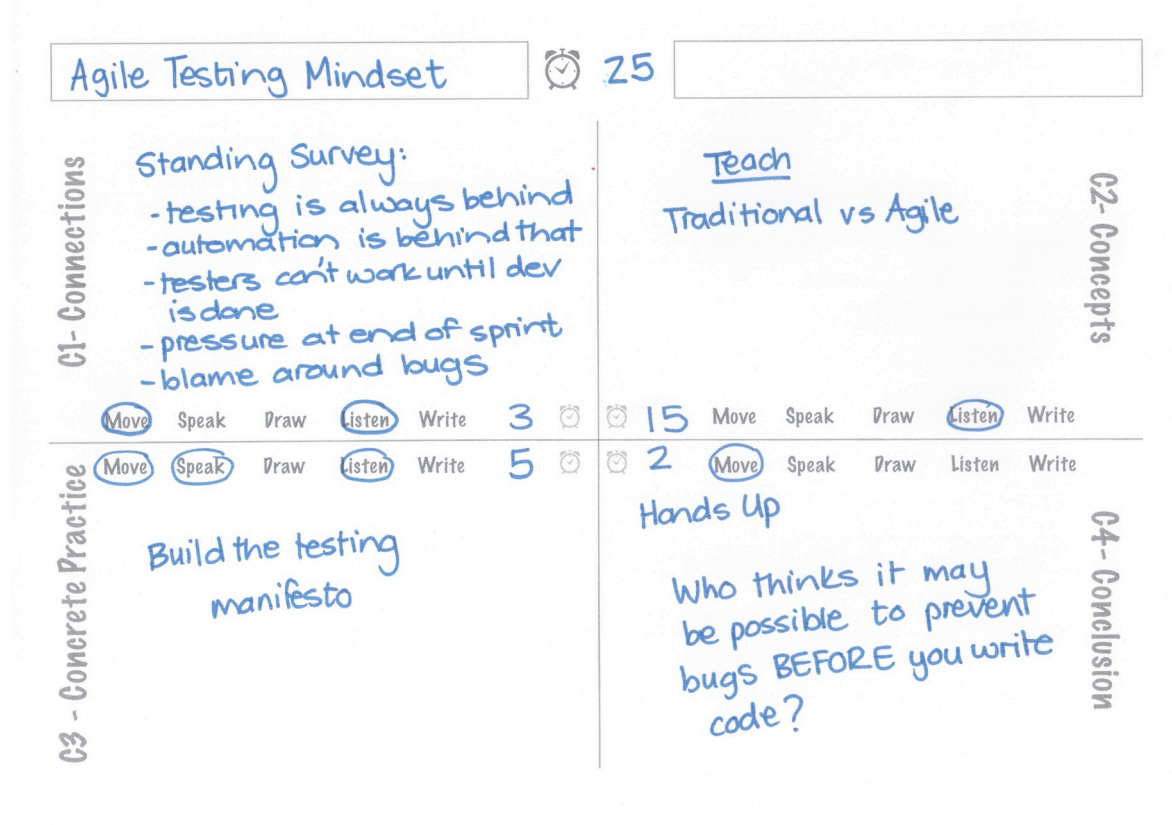 Agile Testing Mindset
25
C1- Connections
Standing Survey:
- testing is always behind
- automation is behind that
- testers can't work until dev
is done
- pressure at end of sprint
- blame around bugs
Move Speak Draw Listen Write 3
C2- Concepts
Teach
Traditional vs Agile
15 Move Speak Draw Listen Write
C3 - Concrete Practice
Move Speak Draw Listen Write 5
Build the testing
manifesto
C4- Conclusion
2 Move Speak Draw Listen Write
Hands Up
Who thinks it may
be possible to prevent
bugs BEFORE you write
code?